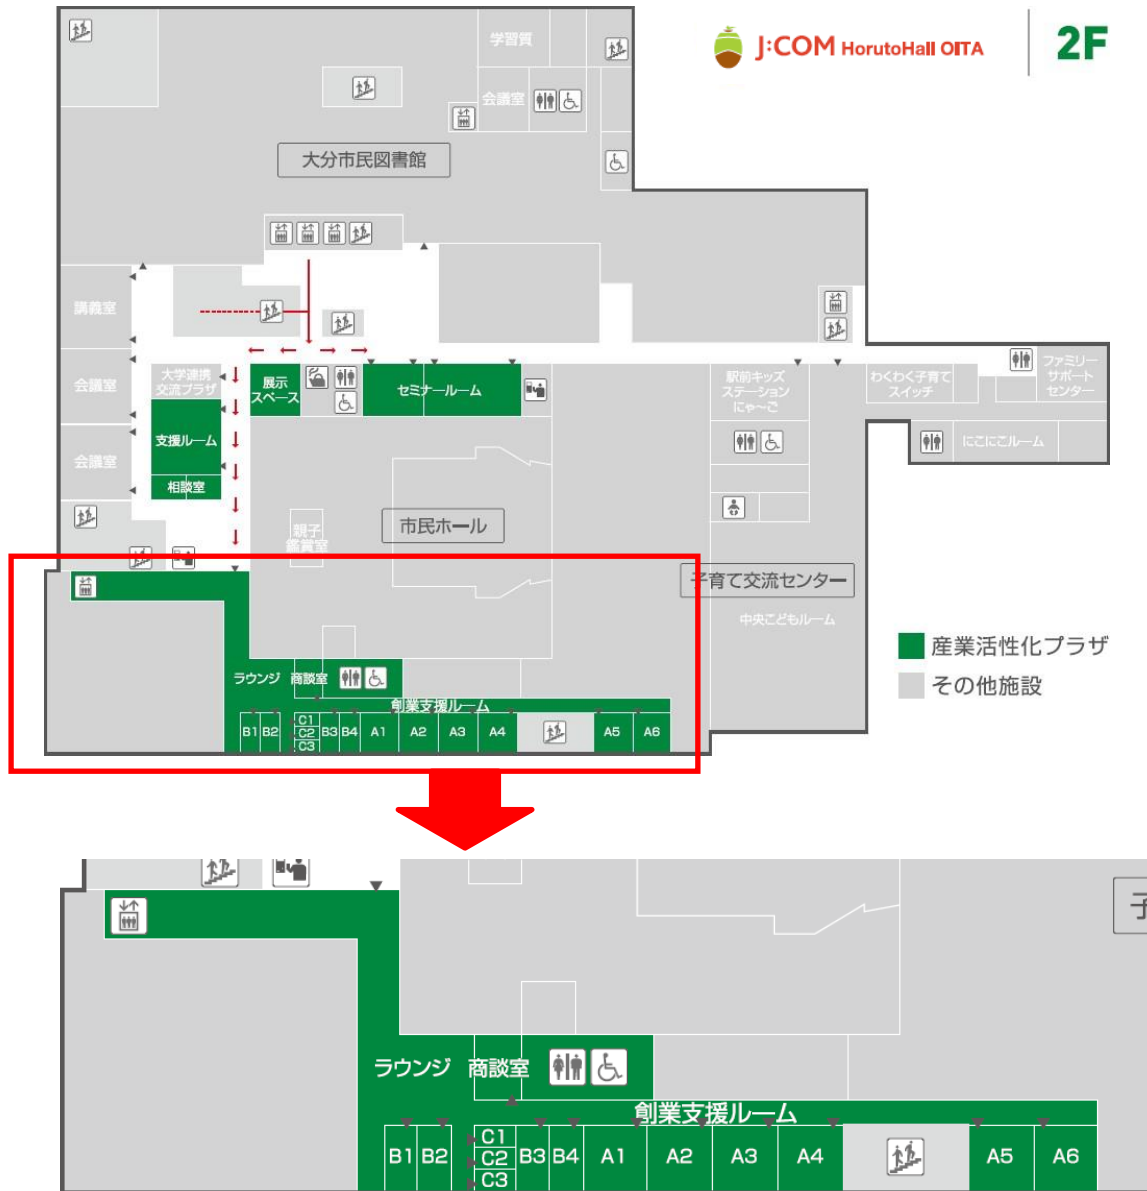 J:COM HorutoHall OITA
2F
学習質
会議室
大分市民図書館
講義室
会議室
会議室
大学連携
交流プラザ
支援ルーム
相談室
展示
スペース
セミナールーム
駅前キッズ
ステーション
にゃ～ご
わくわく子育て
スイッチ
ファミリー
サポート
センター
にこにこルーム
市民ホール
親子
鑑賞室
子育て交流センター
中央こどもルーム
産業活性化プラザ
その他施設
ラウンジ
商談室
創業支援ルーム
B1
B2
C1
C2
C3
B3
B4
A1
A2
A3
A4
A5
A6
子
ラウンジ
商談室
創業支援ルーム
B1
B2
C1
C2
C3
B3
B4
A1
A2
A3
A4
A5
A6